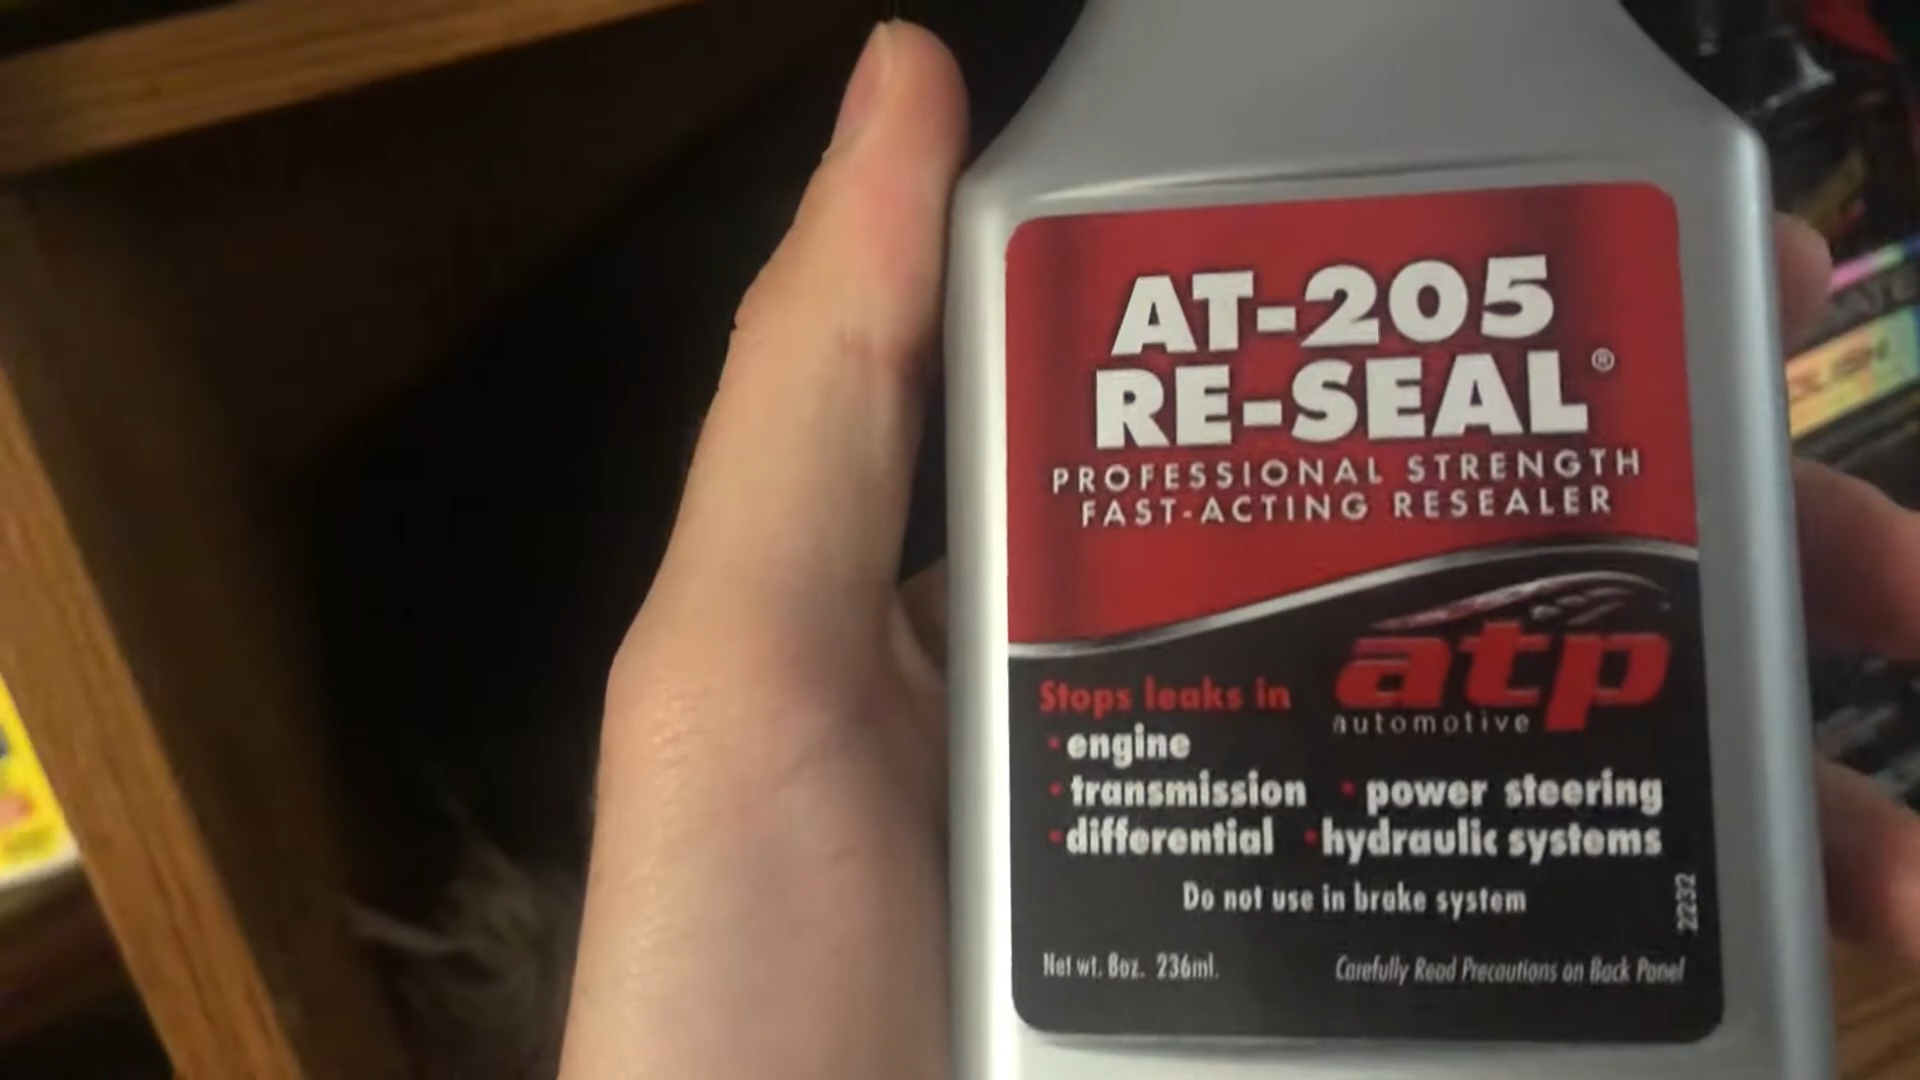 AT-205
RE-SEAL®
PROFESSIONAL STRENGTH
FAST-ACTING RESEALER
atp
automotive
Stops leaks in
• engine
• transmission • power steering
• differential • hydraulic systems
Do not use in brake system
2232
Net wt. 8oz. 236ml.
Carefully Read Precautions on Back Panel